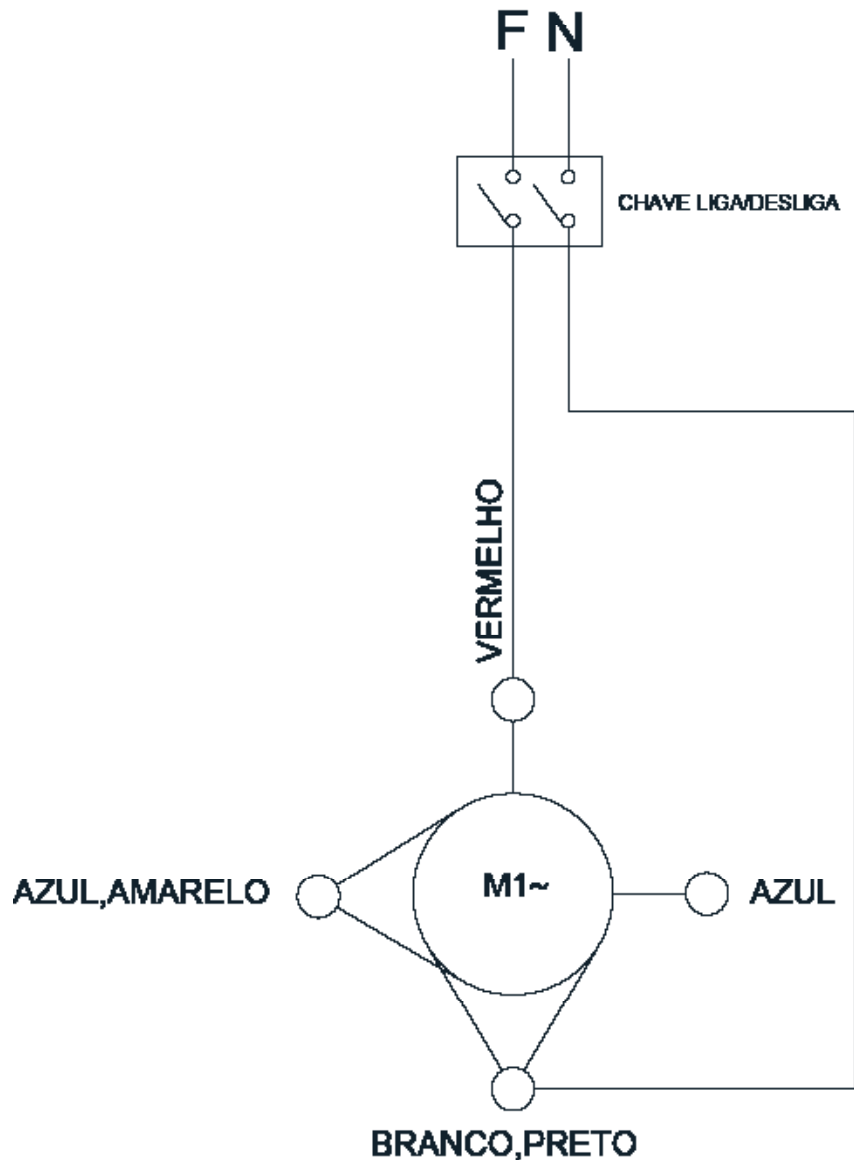 F N
CHAVE LIGA/DESLIGA
VERMELHO
M1~
AZUL,AMARELO
AZUL
BRANCO,PRETO